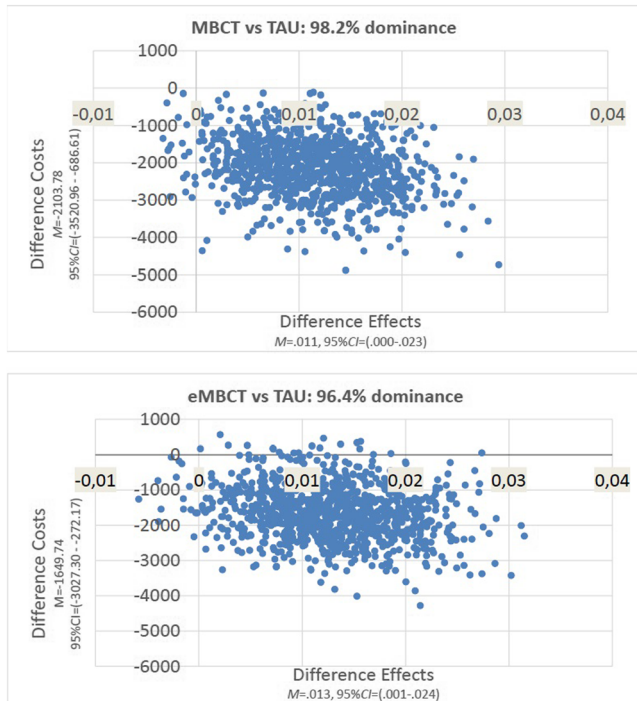 MBCT vs TAU: 98.2% dominance
1000
0
-0,01 0 0,01 0,02 0,03 0,04
-1000
-2000
-3000
-4000
-5000
-6000
Difference Costs
M=-2103.78
95%CI=(-3520.96 - -686.61)
Difference Effects
M=.011, 95%CI=(.000-.023)
eMBCT vs TAU: 96.4% dominance
1000
0
-0,01 0 0,01 0,02 0,03 0,04
-1000
-2000
-3000
-4000
-5000
-6000
Difference Costs
M=-1649.74
95%CI=(-3027.30 - -272.17)
Difference Effects
M=.013, 95%CI=(.001-.024)